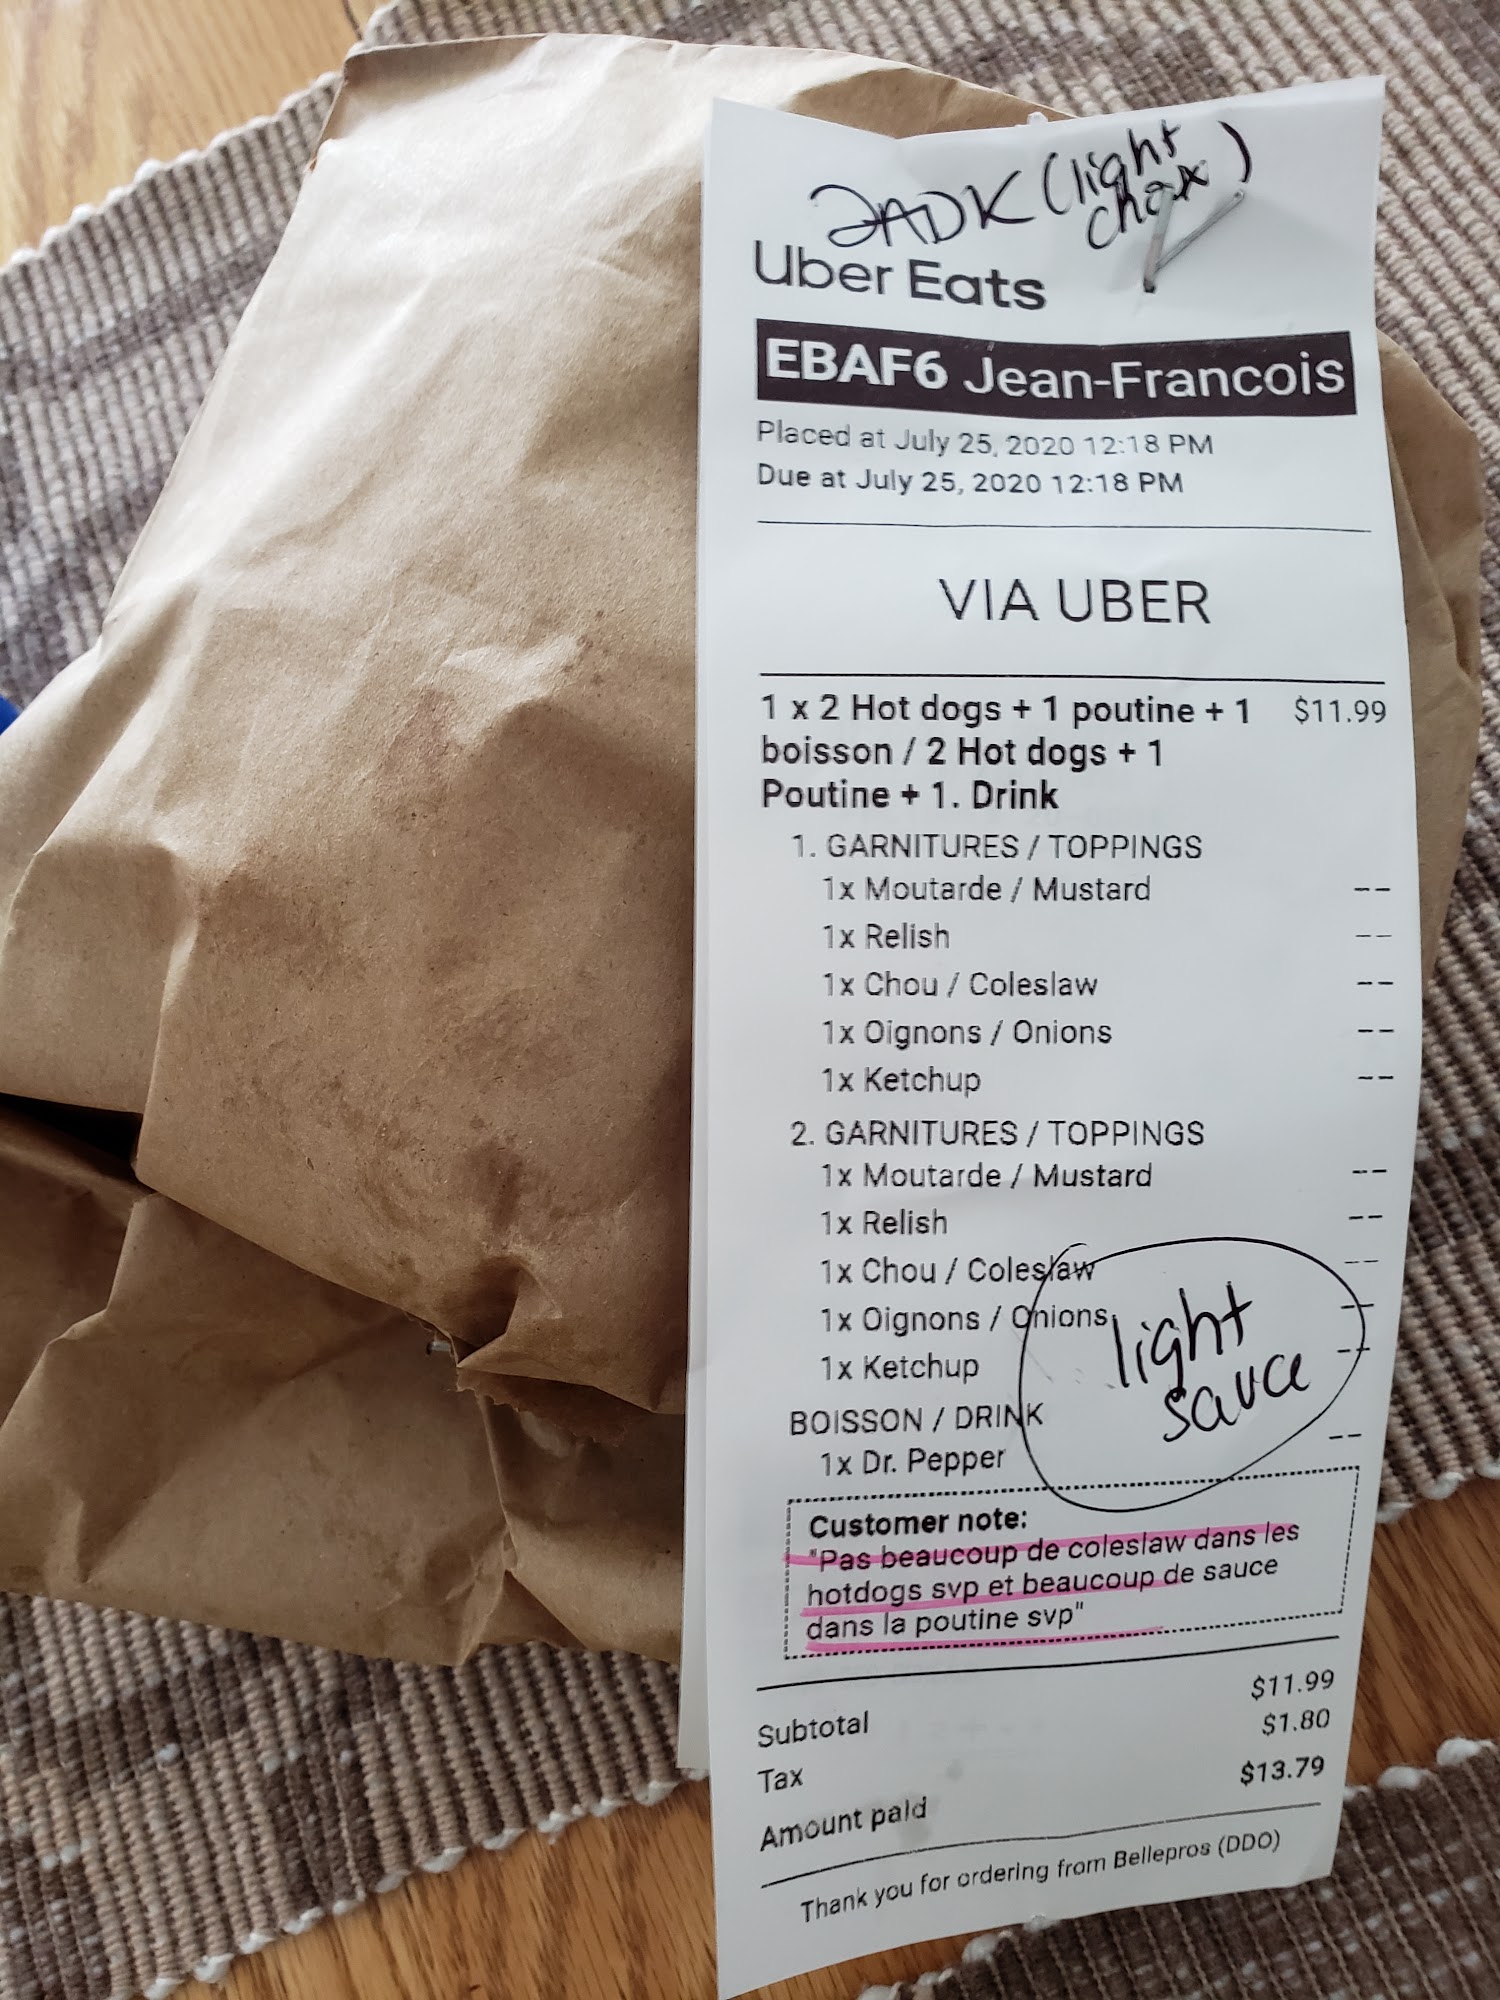 2ADK (light
chox)
Uber Eats
EBAF6 Jean-Francois
Placed at July 25, 2020 12:18 PM
Due at July 25, 2020 12:18 PM
VIA UBER
1 x 2 Hot dogs + 1 poutine + 1 $11.99
boisson / 2 Hot dogs + 1
Poutine + 1. Drink
1. GARNITURES / TOPPINGS
1x Moutarde / Mustard --
1x Relish --
1x Chou / Coleslaw --
1x Oignons / Onions --
1x Ketchup --
2. GARNITURES / TOPPINGS
1x Moutarde / Mustard --
1x Relish --
1x Chou / Coleslaw --
1x Oignons / Onions --
1x Ketchup --
light
sauce
BOISSON / DRINK
1x Dr. Pepper --
Customer note:
"Pas beaucoup de coleslaw dans les
hotdogs svp et beaucoup de sauce
dans la poutine svp"
Subtotal $11.99
Tax $1.80
Amount paid $13.79
Thank you for ordering from Bellepros (DDO)